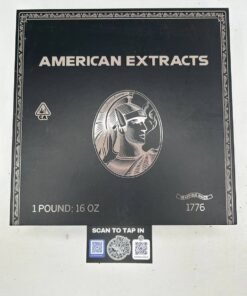 AMERICAN EXTRACTS
1 POUND: 16 OZ
1776
SCAN TO TAP IN